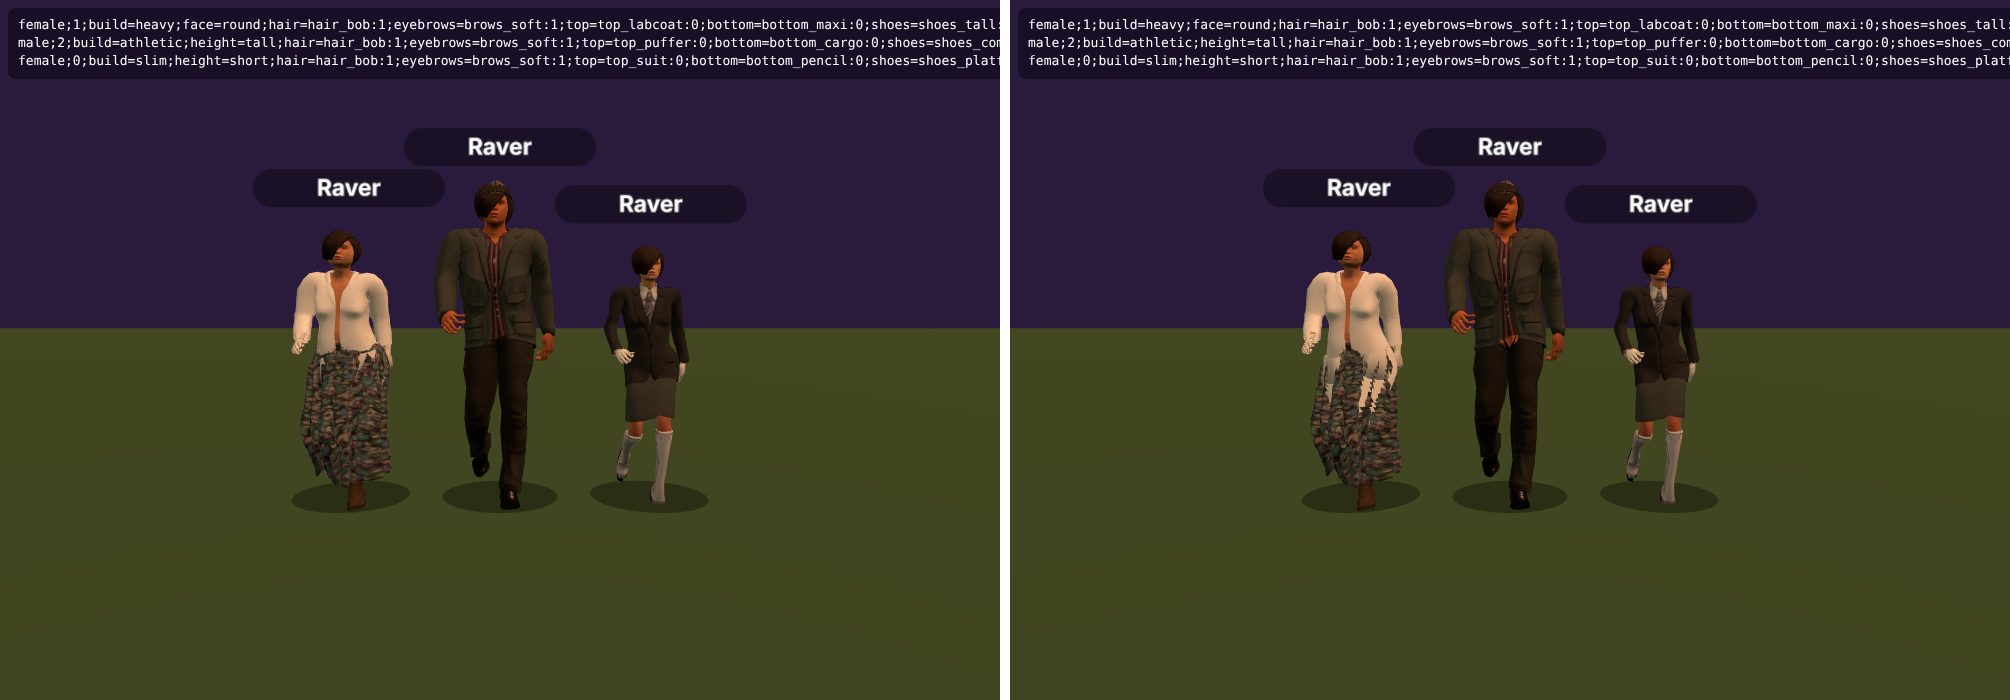 female;1;build=heavy;face=round;hair=hair_bob:1;eyebrows=brows_soft:1;top=top_labcoat:0;bottom=bottom_maxi:0;shoes=shoes_tall:
male;2;build=athletic;height=tall;hair=hair_bob:1;eyebrows=brows_soft:1;top=top_puffer:0;bottom=bottom_cargo:0;shoes=shoes_com
female;0;build=slim;height=short;hair=hair_bob:1;eyebrows=brows_soft:1;top=top_suit:0;bottom=bottom_pencil:0;shoes=shoes_platf
Raver
Raver
Raver
female;1;build=heavy;face=round;hair=hair_bob:1;eyebrows=brows_soft:1;top=top_labcoat:0;bottom=bottom_maxi:0;shoes=shoes_tall:
male;2;build=athletic;height=tall;hair=hair_bob:1;eyebrows=brows_soft:1;top=top_puffer:0;bottom=bottom_cargo:0;shoes=shoes_com
female;0;build=slim;height=short;hair=hair_bob:1;eyebrows=brows_soft:1;top=top_suit:0;bottom=bottom_pencil:0;shoes=shoes_platf
Raver
Raver
Raver